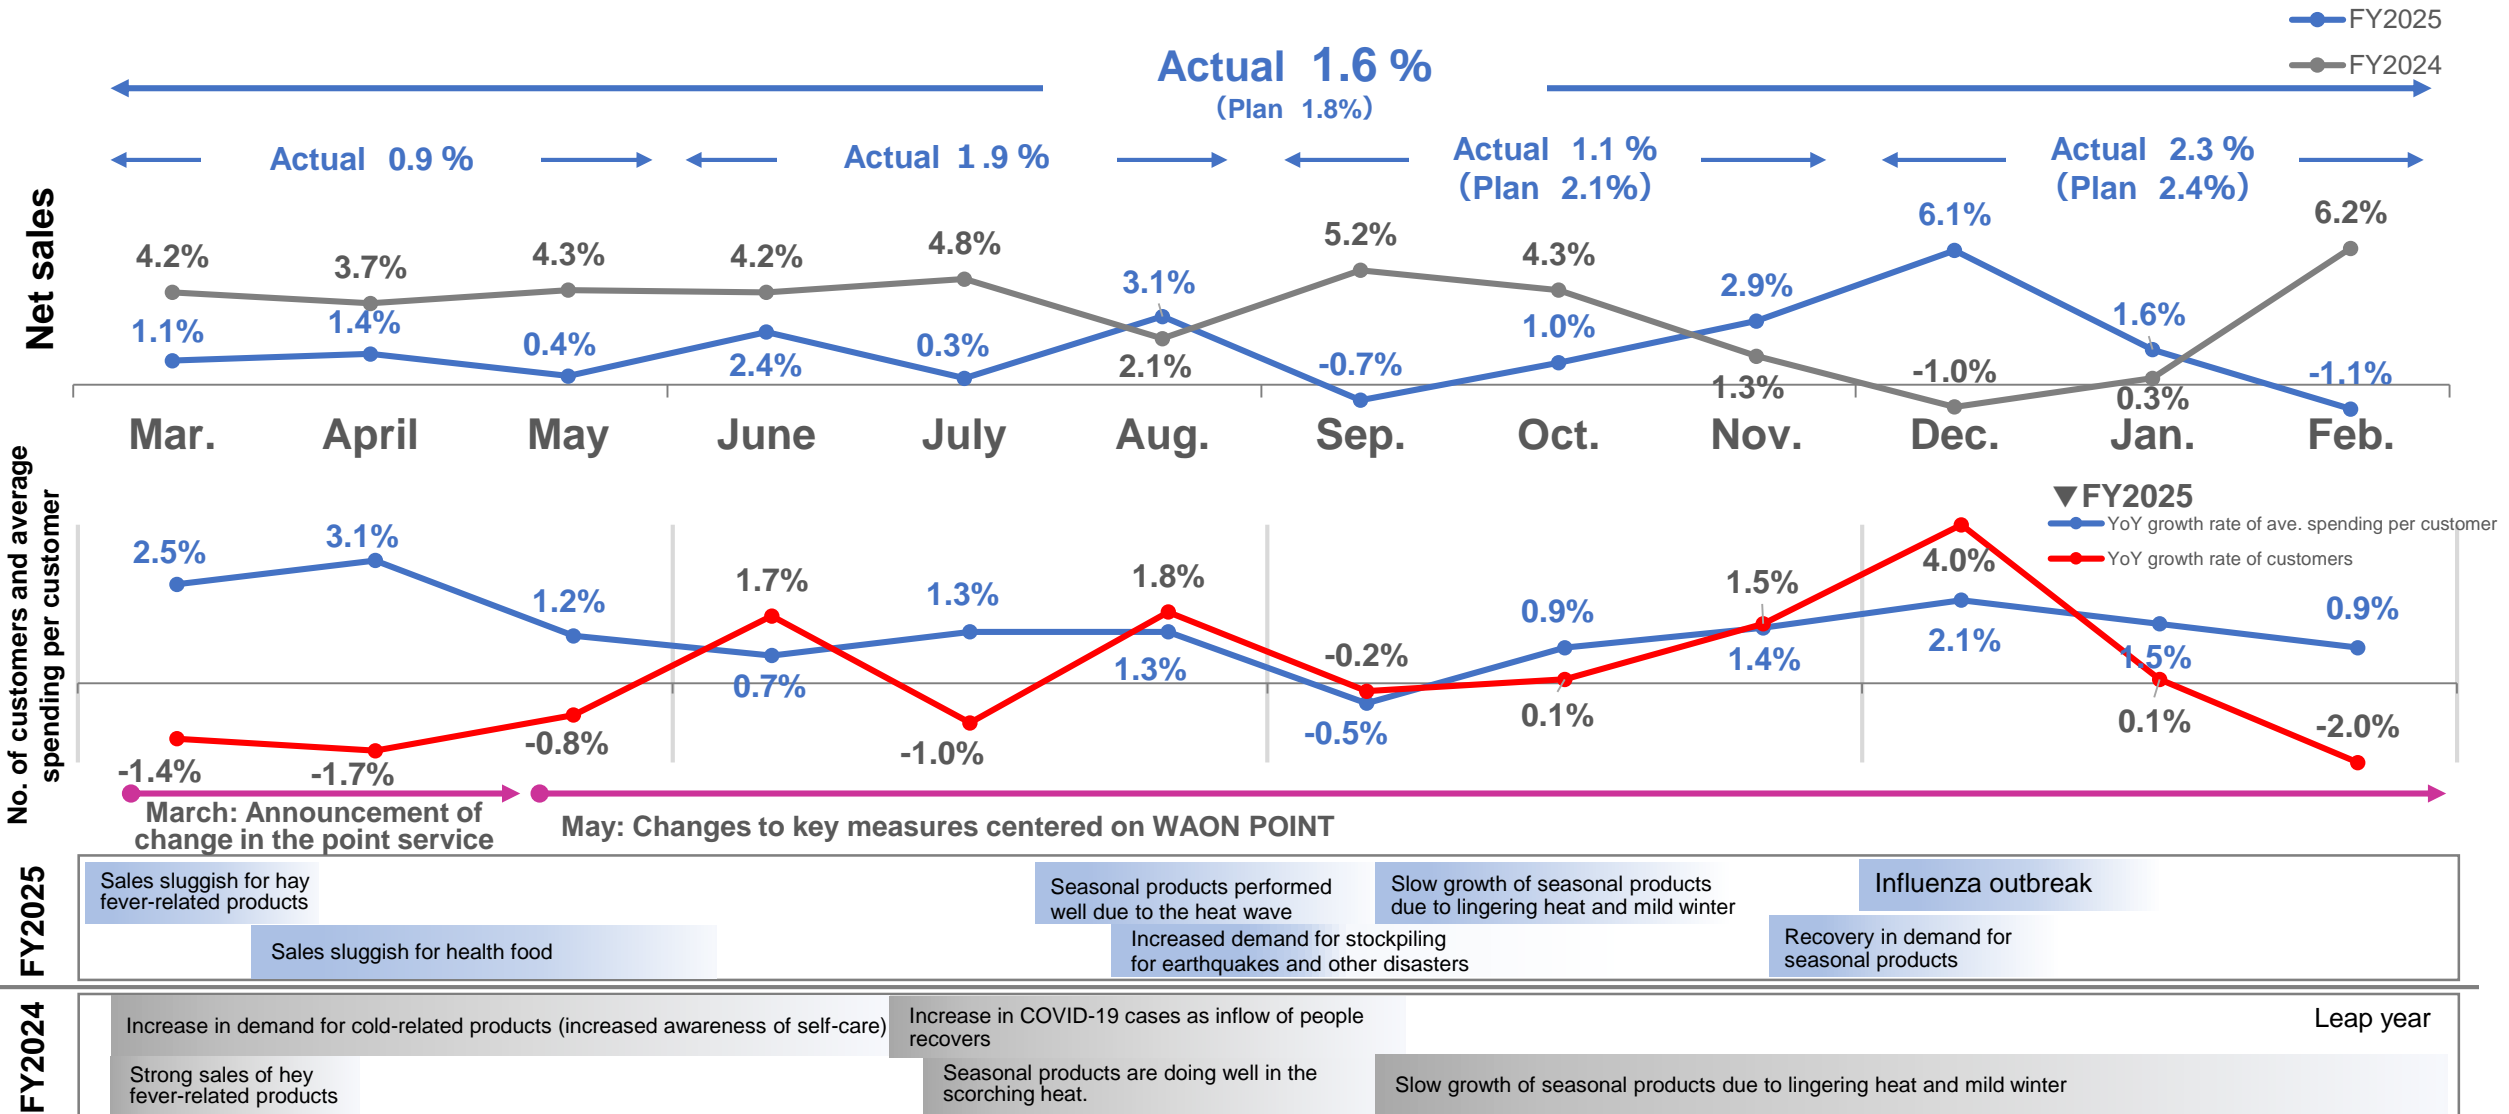 FY2025
FY2024
Actual 1.6 %
（Plan 1.8%）
Actual 0.9 %
Actual 1.9 %
Actual 1.1 %
（Plan 2.1%）
Actual 2.3 %
（Plan 2.4%）
Net sales
4.2%
3.7%
4.3%
4.2%
4.8%
2.1%
5.2%
4.3%
1.3%
-1.0%
0.3%
6.2%
1.1%
1.4%
0.4%
2.4%
0.3%
3.1%
-0.7%
1.0%
2.9%
6.1%
1.6%
-1.1%
Mar.
April
May
June
July
Aug.
Sep.
Oct.
Nov.
Dec.
Jan.
Feb.
No. of customers and average
spending per customer
▼FY2025
YoY growth rate of ave. spending per customer
YoY growth rate of customers
2.5%
3.1%
1.2%
0.7%
1.3%
1.3%
-0.5%
0.9%
1.4%
2.1%
1.5%
0.9%
-1.4%
-1.7%
-0.8%
1.7%
-1.0%
1.8%
-0.2%
0.1%
1.5%
4.0%
0.1%
-2.0%
March: Announcement of
change in the point service
May: Changes to key measures centered on WAON POINT
FY2025
Sales sluggish for hay
fever-related products
Sales sluggish for health food
Seasonal products performed
well due to the heat wave
Increased demand for stockpiling
for earthquakes and other disasters
Slow growth of seasonal products
due to lingering heat and mild winter
Influenza outbreak
Recovery in demand for
seasonal products
FY2024
Increase in demand for cold-related products (increased awareness of self-care)
Strong sales of hey
fever-related products
Increase in COVID-19 cases as inflow of people
recovers
Seasonal products are doing well in the
scorching heat.
Slow growth of seasonal products due to lingering heat and mild winter
Leap year